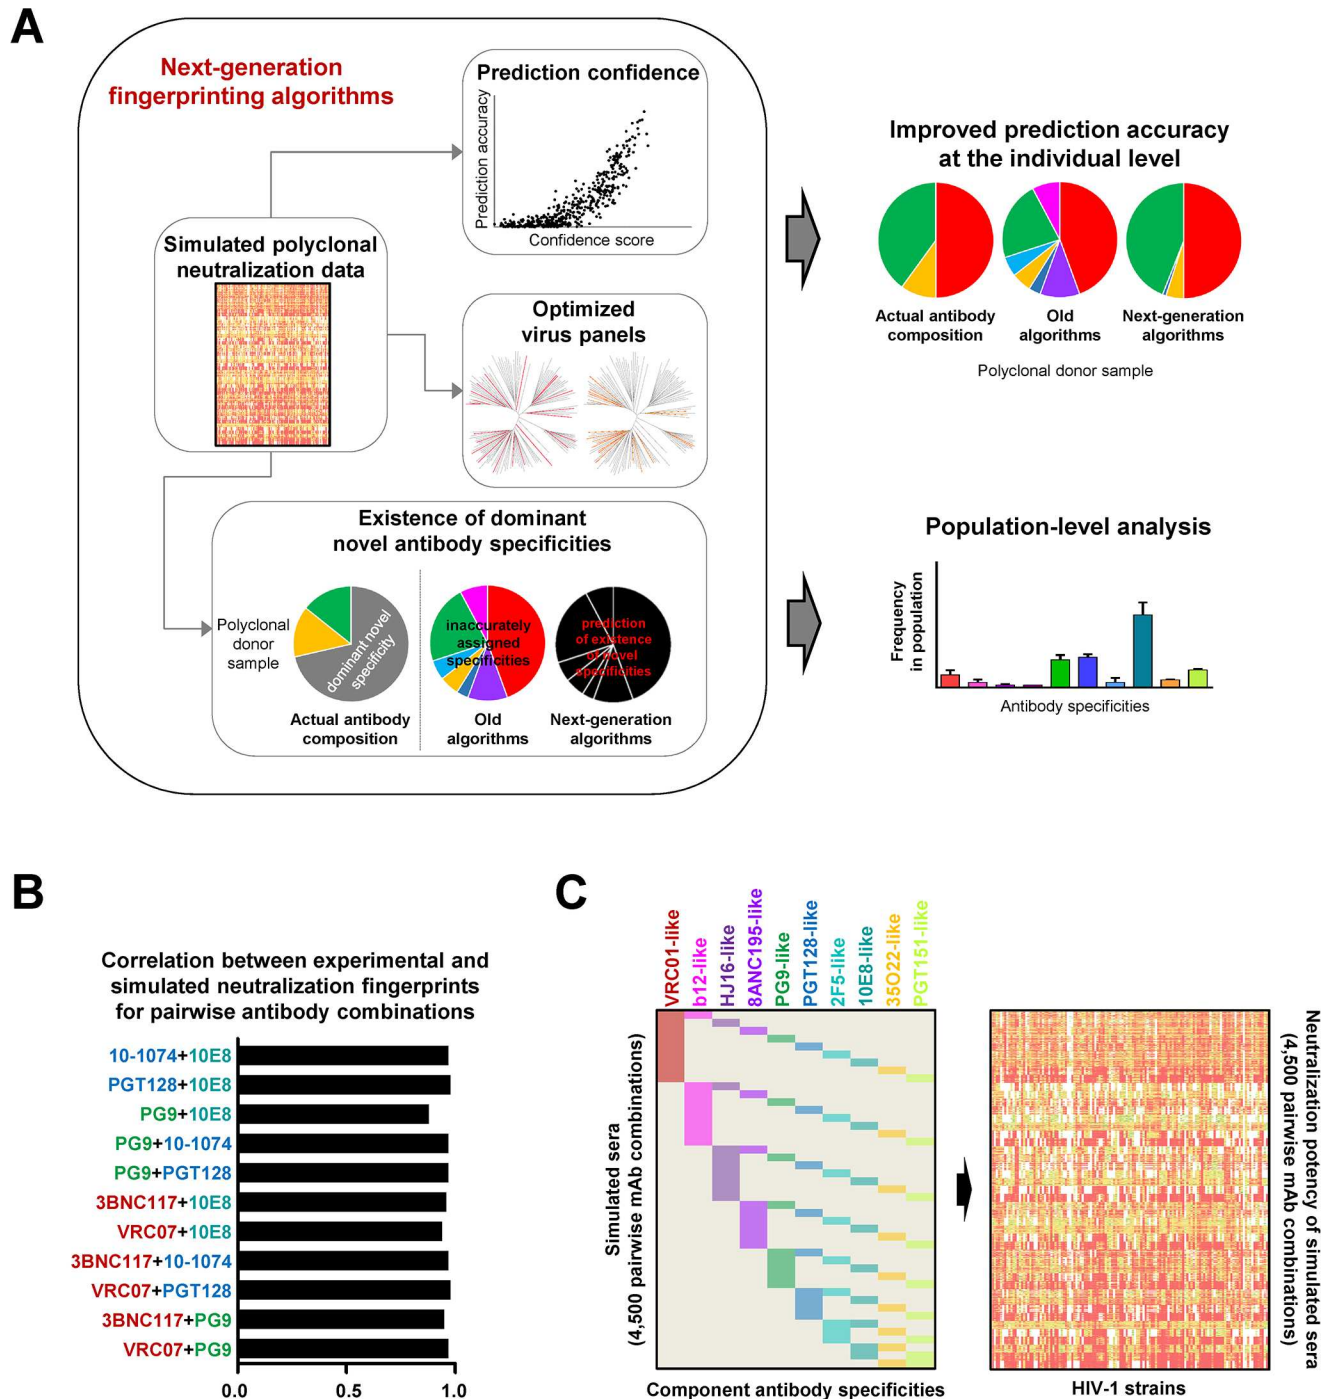 A
Next-generation
fingerprinting algorithms
Prediction confidence
Prediction accuracy
Confidence score
Simulated polyclonal
neutralization data
Optimized
virus panels
Existence of dominant
novel antibody specificities
Polyclonal
donor
sample
dominant novel
specificity
Actual antibody
composition
inaccurately
assigned
specificities
Old
algorithms
prediction
of existence
of novel
specificities
Next-generation
algorithms
Improved prediction accuracy
at the individual level
Actual antibody
composition
Old
algorithms
Next-generation
algorithms
Polyclonal donor sample
Population-level analysis
Frequency
in population
Antibody specificities
B
Correlation between experimental and
simulated neutralization fingerprints
for pairwise antibody combinations
10-1074+10E8
PGT128+10E8
PG9+10E8
PG9+10-1074
PG9+PGT128
3BNC117+10E8
VRC07+10E8
3BNC117+10-1074
VRC07+PGT128
3BNC117+PG9
VRC07+PG9
0.0 0.5 1.0
C
VRC01-like
b12-like
HJ16-like
8ANC195-like
PG9-like
PGT128-like
2F5-like
10E8-like
35O22-like
PGT151-like
Simulated sera
(4,500 pairwise mAb combinations)
Component antibody specificities
Neutralization potency of simulated sera
(4,500 pairwise mAb combinations)
HIV-1 strains